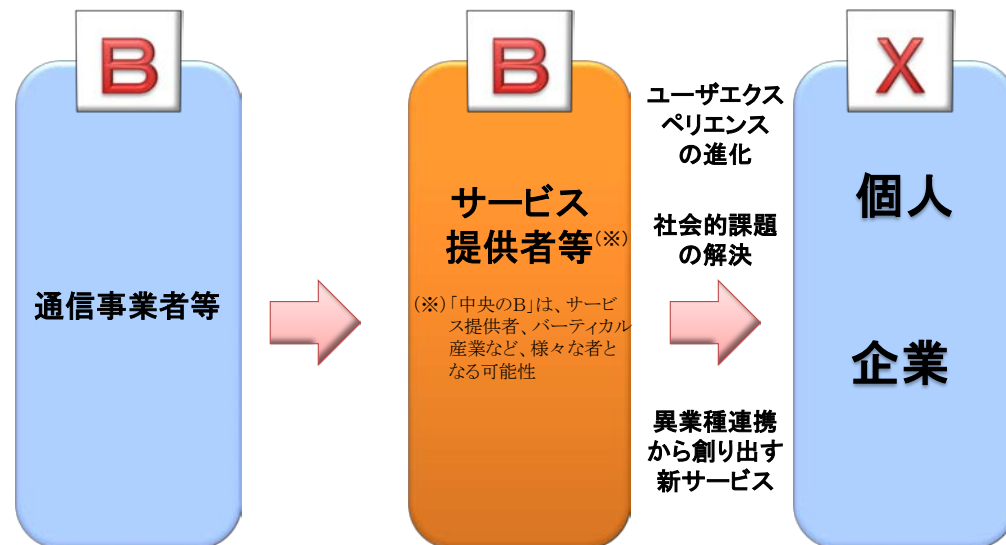 B
通信事業者等
B
サービス
提供者等(※)
(※)「中央のB」は、サービ
ス提供者、バーティカル
産業など、様々な者と
なる可能性
ユーザエクス
ペリエンス
の進化
社会的課題
の解決
異業種連携
から創り出す
新サービス
X
個人
企業